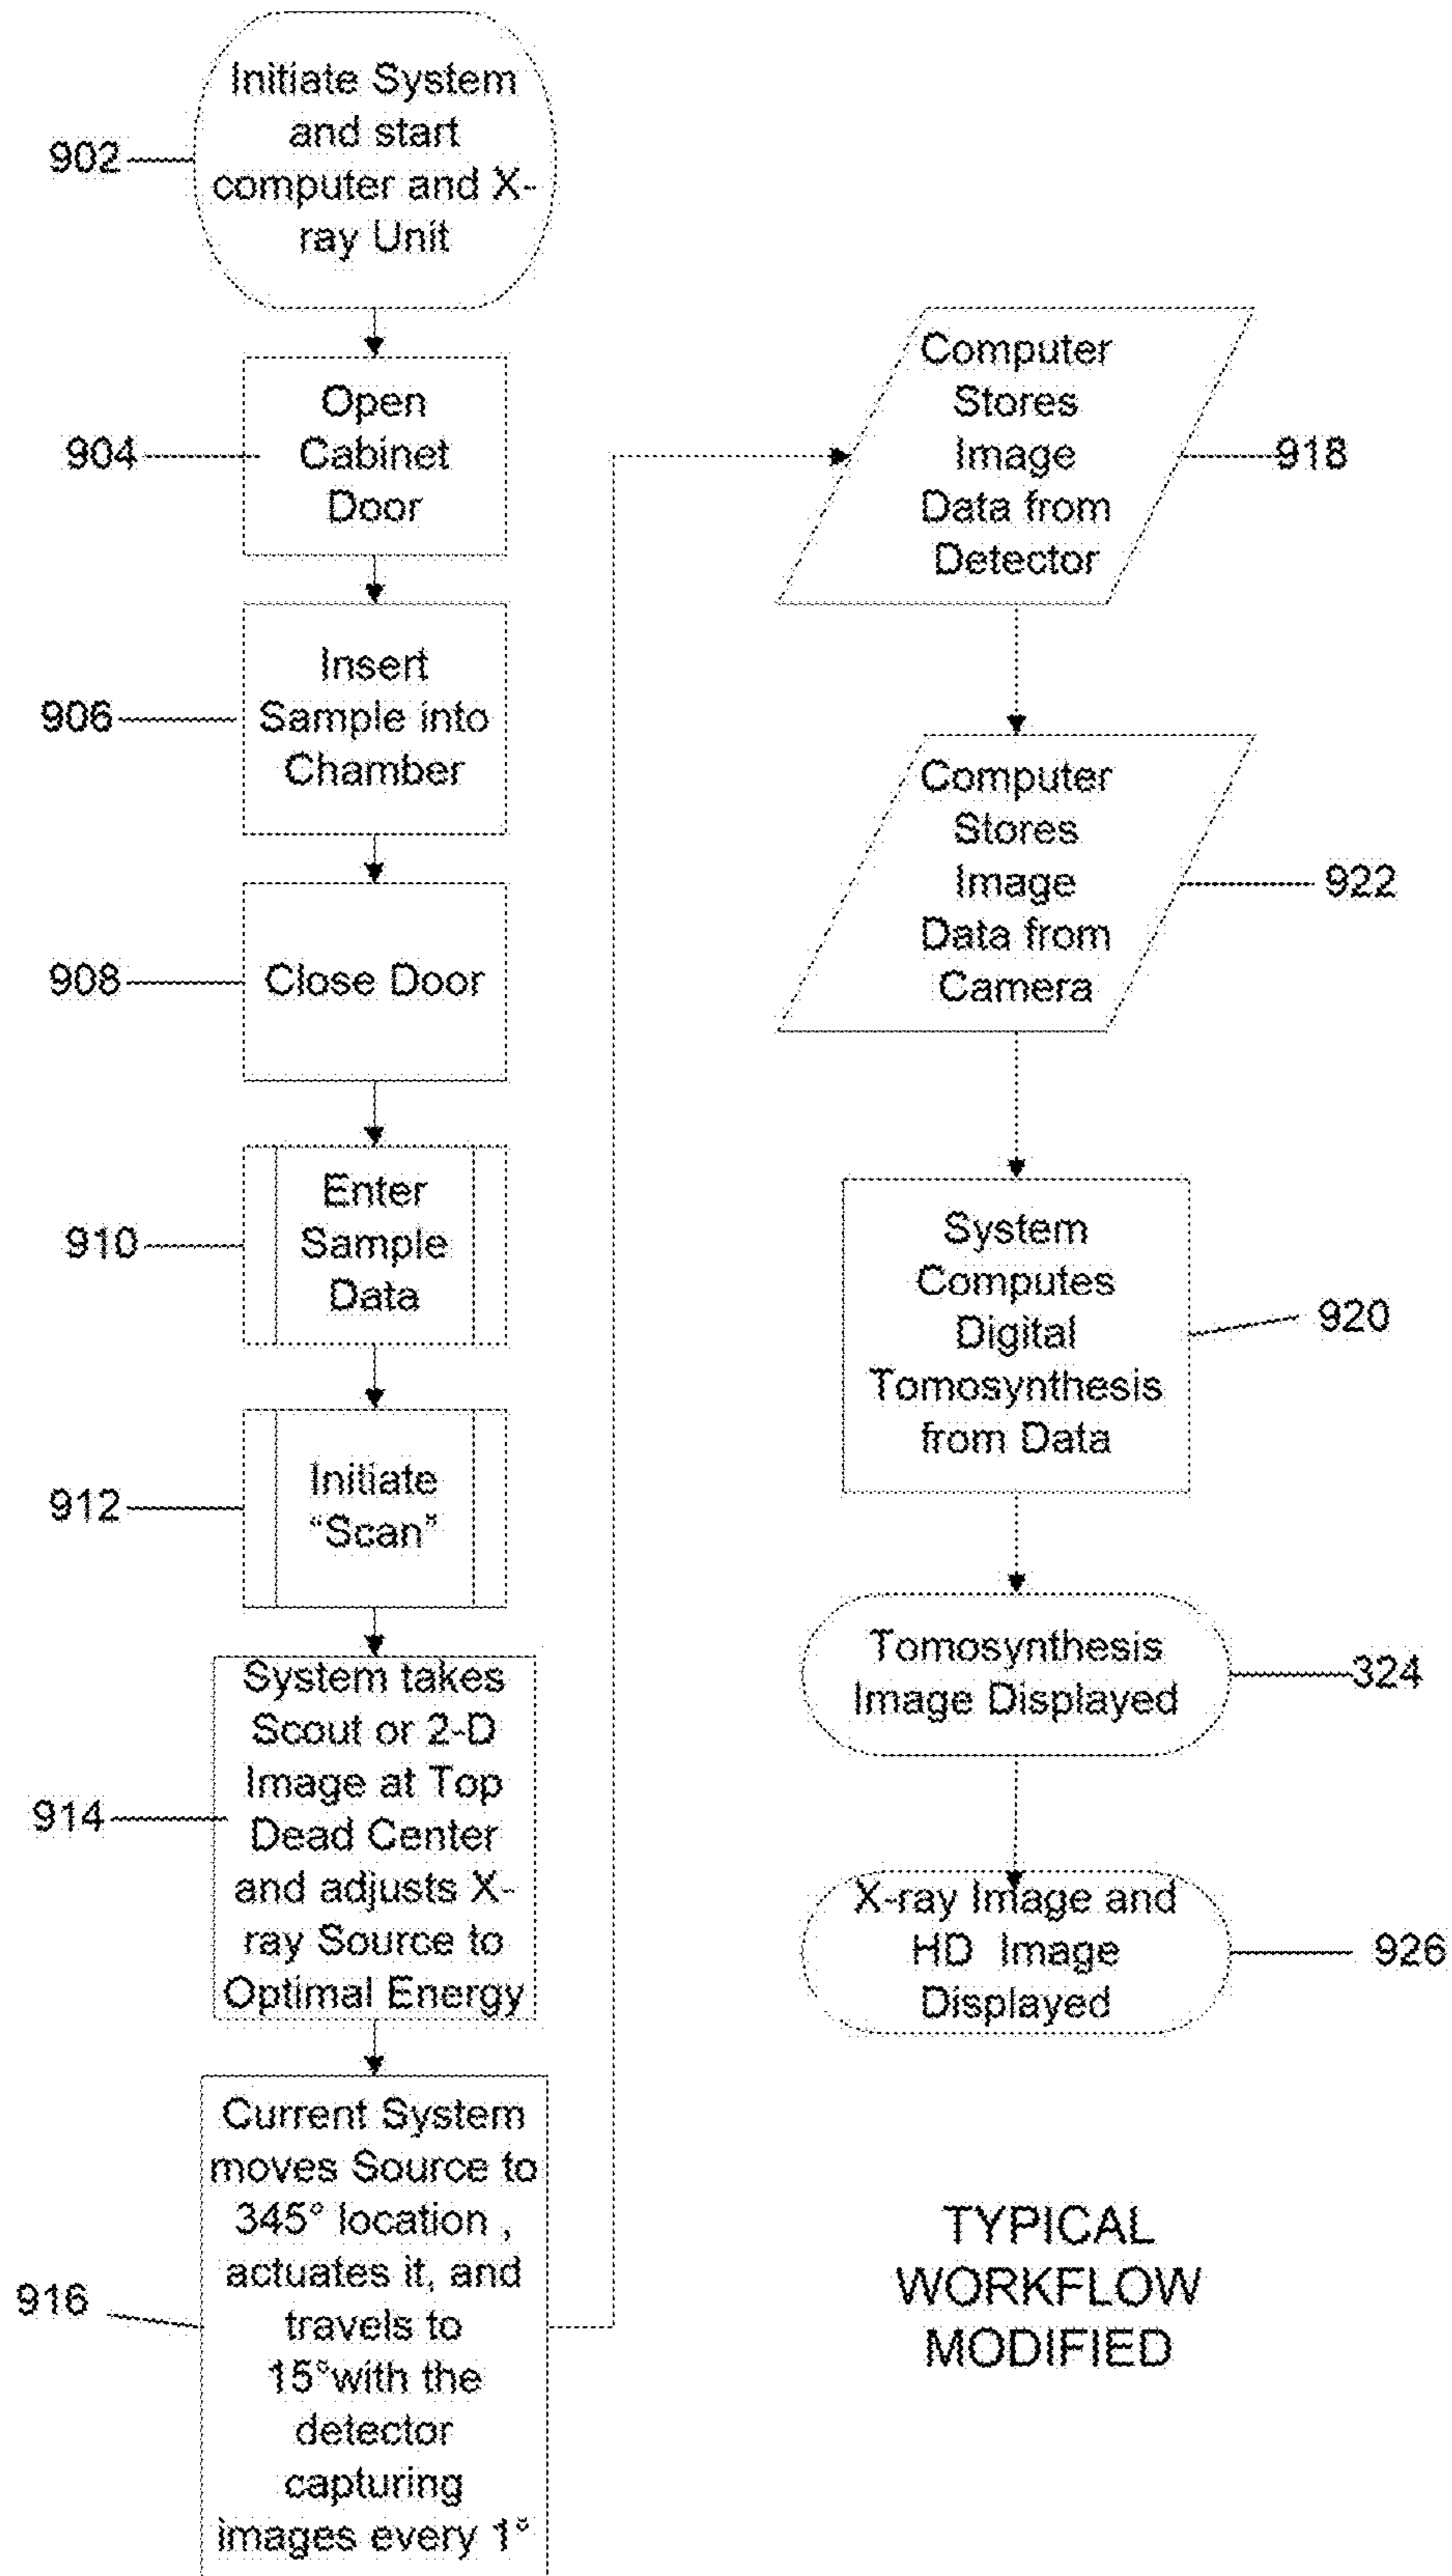 902
Initiate System
and start
computer and X-
ray Unit
904
Open
Cabinet
Door
906
Insert
Sample into
Chamber
908
Close Door
910
Enter
Sample
Data
912
Initiate
“Scan”
914
System takes
Scout or 2-D
Image at Top
Dead Center
and adjusts X-
ray Source to
Optimal Energy
916
Current System
moves Source to
345° location ,
actuates it, and
travels to
15°with the
detector
capturing
images every 1°
Computer
Stores
Image
Data from
Detector
918
Computer
Stores
Image
Data from
Camera
922
System
Computes
Digital
Tomosynthesis
from Data
920
Tomosynthesis
Image Displayed
324
X-ray Image and
HD Image
Displayed
926
TYPICAL
WORKFLOW
MODIFIED